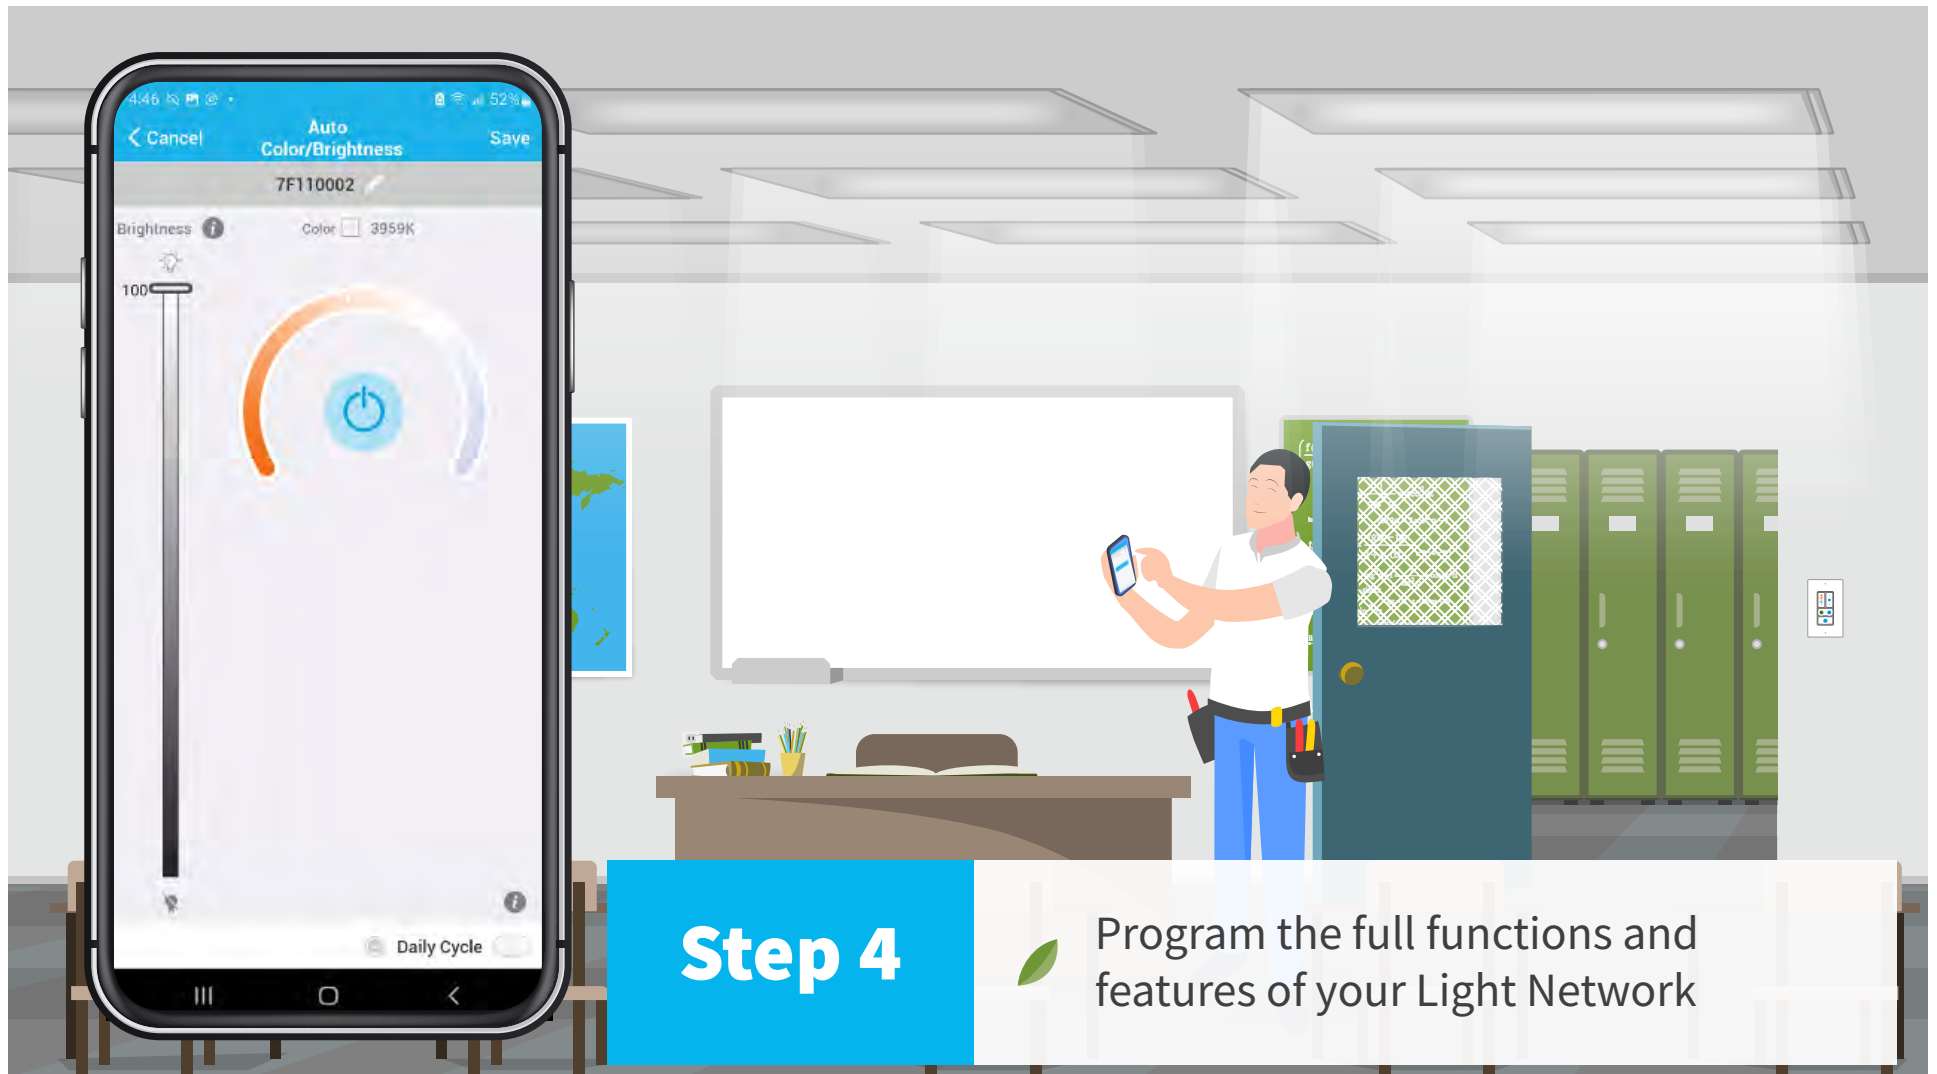 4:46
52%
Cancel
Auto
Color/Brightness
Save
7F110002
Brightness
Color
3959K
100
Daily Cycle
Step 4
Program the full functions and
features of your Light Network